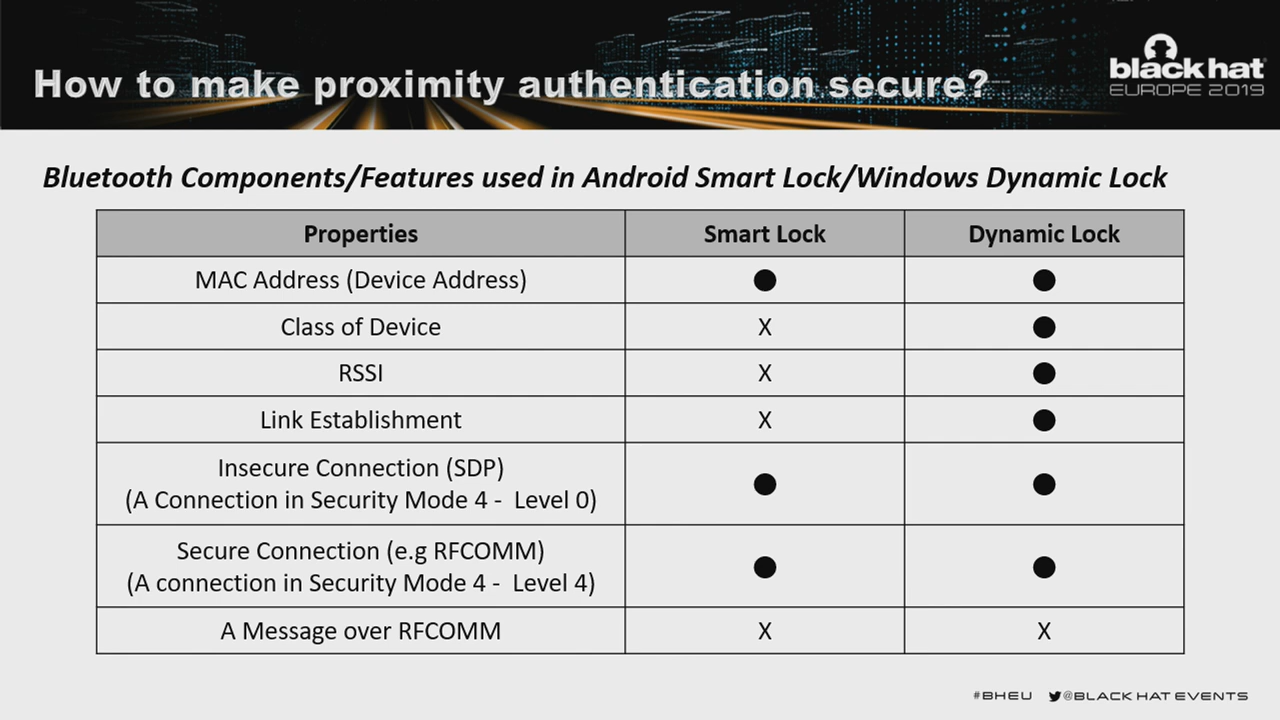 How to make proximity authentication secure?
black hat
EUROPE 2019
Bluetooth Components/Features used in Android Smart Lock/Windows Dynamic Lock
Properties Smart Lock Dynamic Lock
MAC Address (Device Address) ● ●
Class of Device X ●
RSSI X ●
Link Establishment X ●
Insecure Connection (SDP)
(A Connection in Security Mode 4 - Level 0) ● ●
Secure Connection (e.g RFCOMM)
(A connection in Security Mode 4 - Level 4) ● ●
A Message over RFCOMM X X
#BHEU @BLACK HAT EVENTS